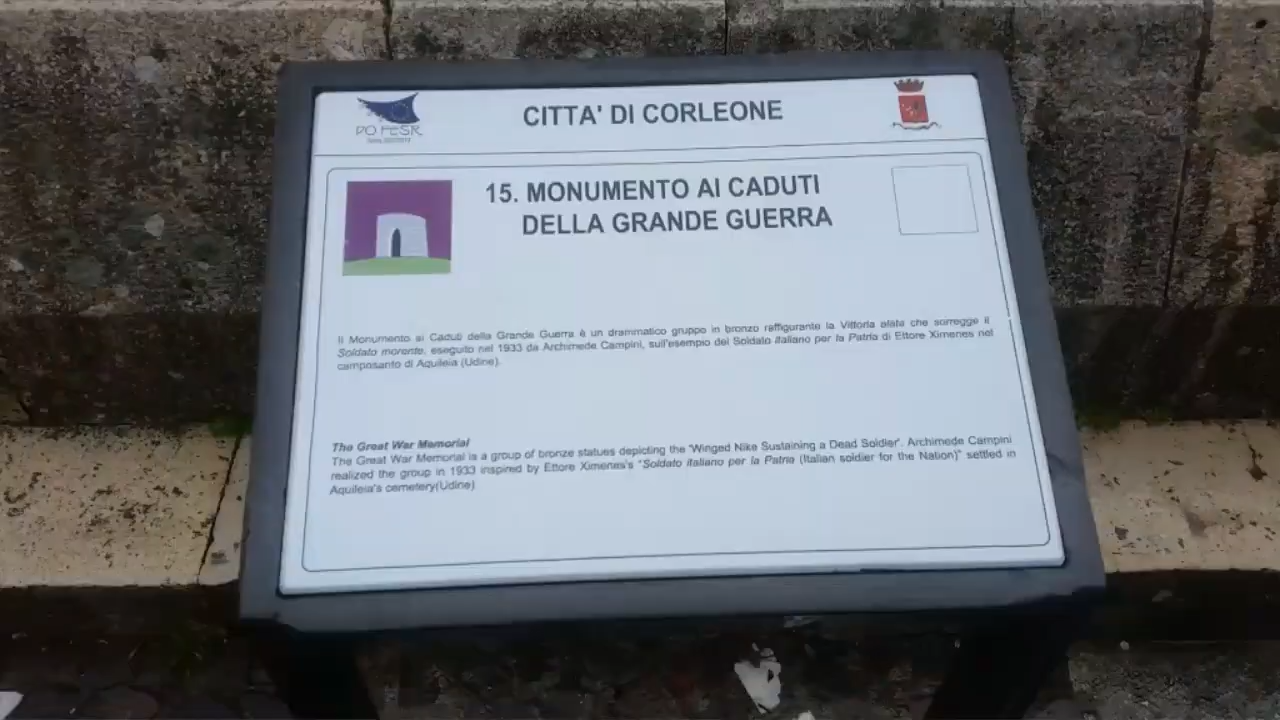 PO FESR
CITTA' DI CORLEONE
15. MONUMENTO AI CADUTI
DELLA GRANDE GUERRA
Il Monumento ai Caduti della Grande Guerra è un drammatico gruppo in bronzo raffigurante la Vittoria alata che sorregge il
Soldato morente, eseguito nel 1933 da Archimede Campini, sull'esempio del Soldato italiano per la Patria di Ettore Ximenes nel
camposanto di Aquileia (Udine).
The Great War Memorial
The Great War Memorial is a group of bronze statues depicting the 'Winged Nike Sustaining a Dead Soldier'. Archimede Campini
realized the group in 1933 inspired by Ettore Ximenes's "Soldato italiano per la Patria (Italian soldier for the Nation)" settled in
Aquileia's cemetery(Udine)